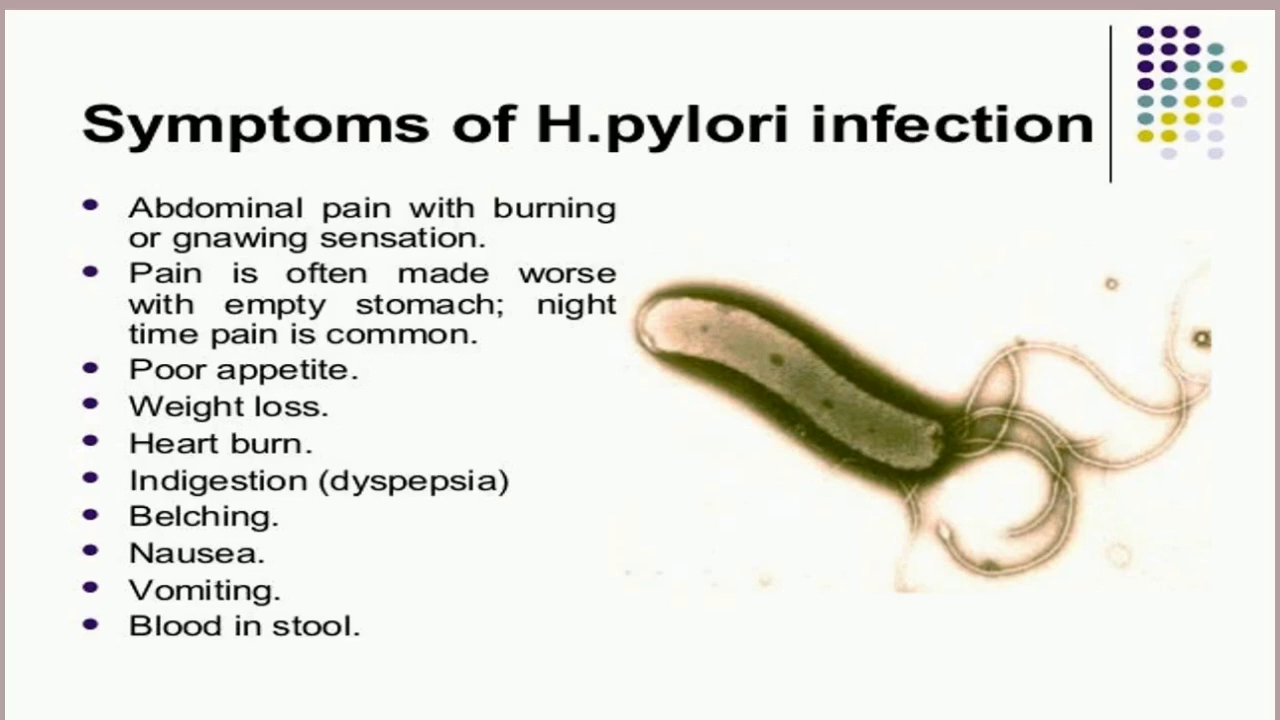 Symptoms of H.pylori infection
Abdominal pain with burning
or gnawing sensation.
Pain is often made worse
with empty stomach; night
time pain is common.
Poor appetite.
Weight loss.
Heart burn.
Indigestion (dyspepsia)
Belching.
Nausea.
Vomiting.
Blood in stool.